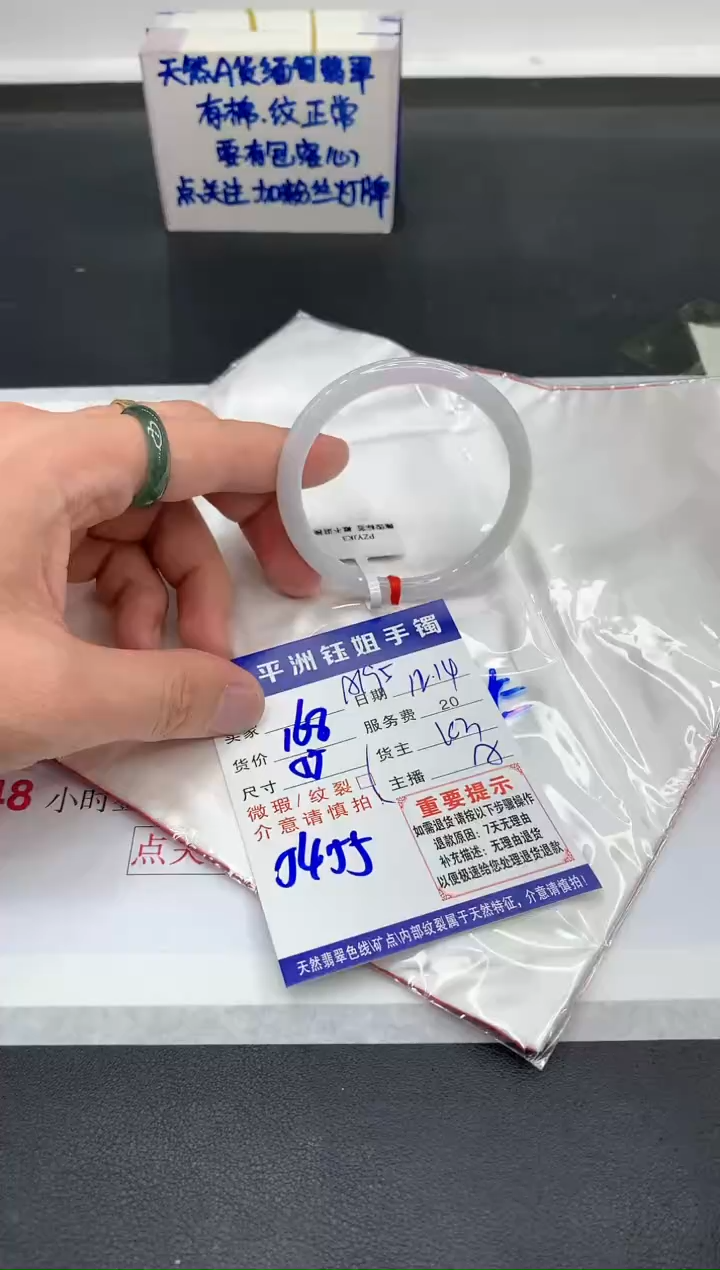 天然A货缅甸翡翠
有棉.纹正常
要有包容心
点关注 加粉丝灯牌
PZYJK3
平洲钰姐手镯
日期 12.14
买家
168
服务费 20
货价
货主
尺寸
主播
微瑕/纹裂
介意请慎拍
重要提示
如需退货请按以下步骤操作
退款原因：7天无理由
补充描述：无理由退货
以便极速给您处理退货退款
天然翡翠色线\矿点\内部纹裂属于天然特征，介意请慎拍！
48 小时
点关